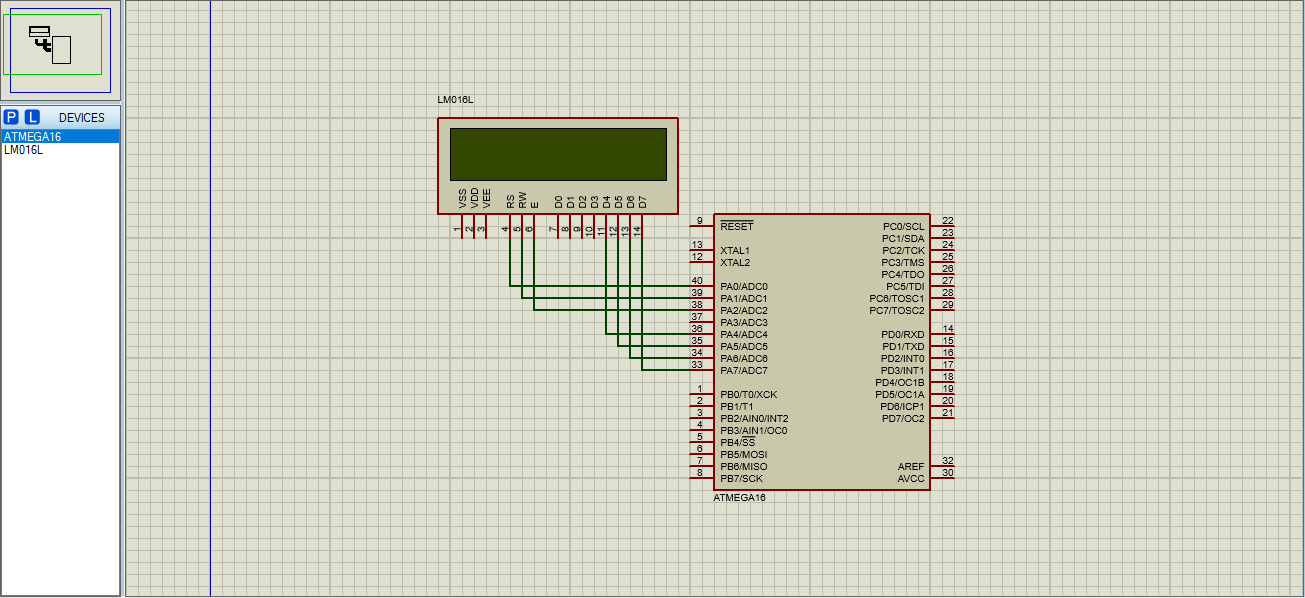 P L DEVICES
ATMEGA16
LM016L
LM016L
VSS VDD VEE RS RW E D0 D1 D2 D3 D4 D5 D6 D7
1 2 3 4 5 6 7 8 9 10 11 12 13 14
9 RESET
13 XTAL1
12 XTAL2
40 PA0/ADC0
39 PA1/ADC1
38 PA2/ADC2
37 PA3/ADC3
36 PA4/ADC4
35 PA5/ADC5
34 PA6/ADC6
33 PA7/ADC7
1 PB0/T0/XCK
2 PB1/T1
3 PB2/AIN0/INT2
4 PB3/AIN1/OC0
5 PB4/SS
6 PB5/MOSI
7 PB6/MISO
8 PB7/SCK
PC0/SCL 22
PC1/SDA 23
PC2/TCK 24
PC3/TMS 25
PC4/TDO 26
PC5/TDI 27
PC6/TOSC1 28
PC7/TOSC2 29
PD0/RXD 14
PD1/TXD 15
PD2/INT0 16
PD3/INT1 17
PD4/OC1B 18
PD5/OC1A 19
PD6/ICP1 20
PD7/OC2 21
AREF 32
AVCC 30
ATMEGA16